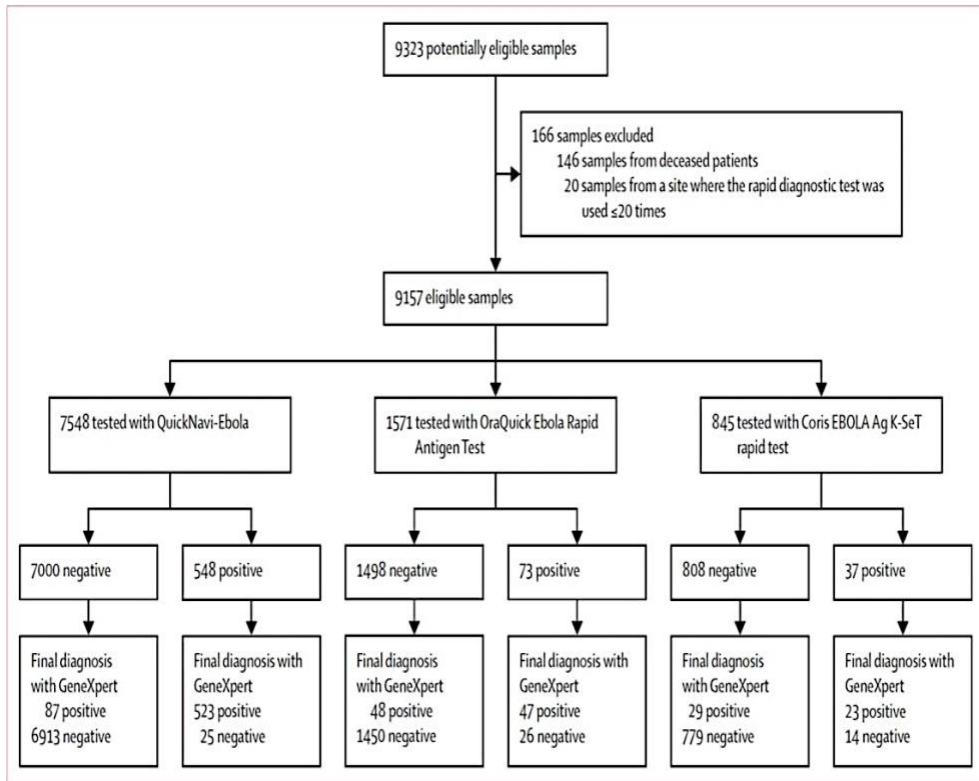 9323 potentially eligible samples
166 samples excluded
146 samples from deceased patients
20 samples from a site where the rapid diagnostic test was
used ≤20 times
9157 eligible samples
7548 tested with QuickNavi-Ebola
1571 tested with OraQuick Ebola Rapid
Antigen Test
845 tested with Coris EBOLA Ag K-SeT
rapid test
7000 negative
548 positive
1498 negative
73 positive
808 negative
37 positive
Final diagnosis
with GeneXpert
87 positive
6913 negative
Final diagnosis with
GeneXpert
523 positive
25 negative
Final diagnosis
with GeneXpert
48 positive
1450 negative
Final diagnosis with
GeneXpert
47 positive
26 negative
Final diagnosis
with GeneXpert
29 positive
779 negative
Final diagnosis with
GeneXpert
23 positive
14 negative